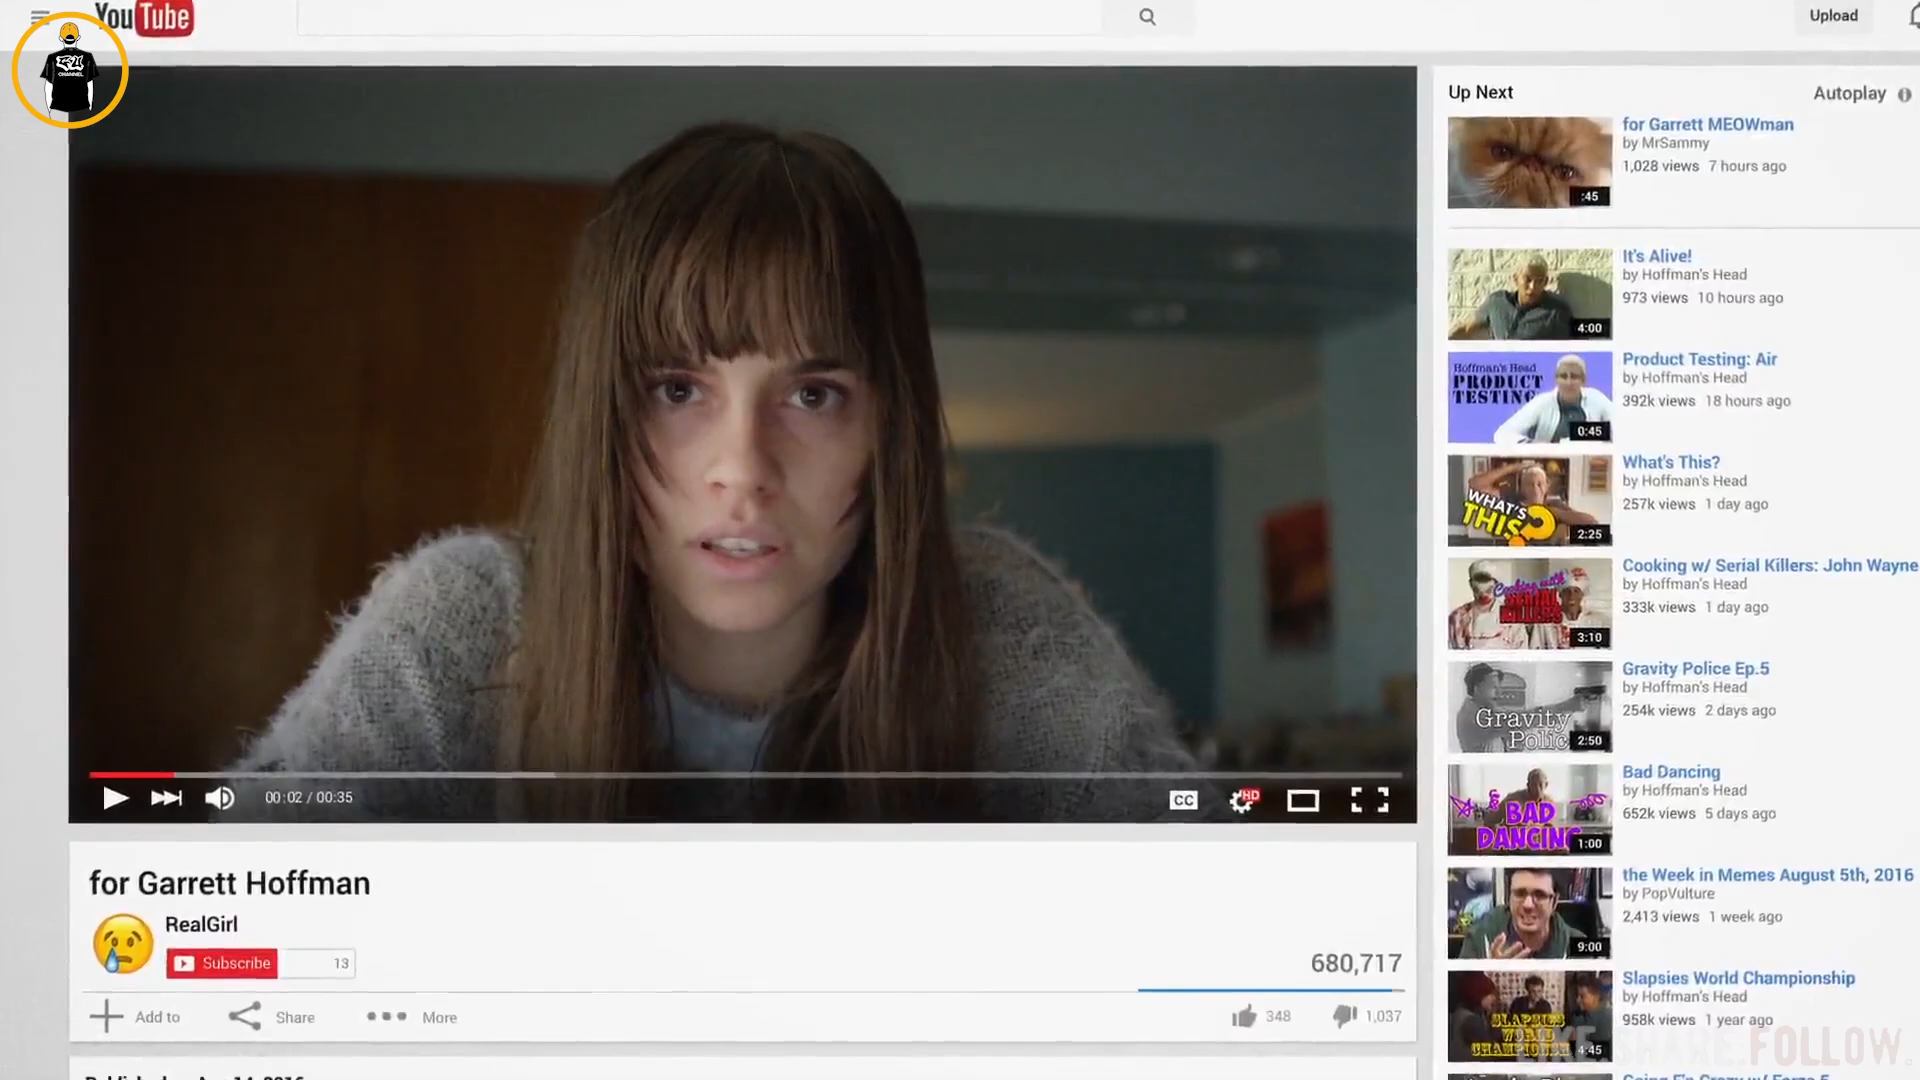 YouTube
Upload
CHANNEL
Up Next
Autoplay
for Garrett MEOWman
by MrSammy
1,028 views 7 hours ago
:45
It's Alive!
by Hoffman's Head
973 views 10 hours ago
4:00
Product Testing: Air
by Hoffman's Head
392k views 18 hours ago
Hoffman's Head
PRODUCT
TESTING
0:45
What's This?
by Hoffman's Head
257k views 1 day ago
WHAT'S
THIS?
2:25
Cooking w/ Serial Killers: John Wayne
by Hoffman's Head
333k views 1 day ago
Cooking with
SERIAL
KILLERS
3:10
Gravity Police Ep.5
by Hoffman's Head
254k views 2 days ago
Gravity
Polic
2:50
Bad Dancing
by Hoffman's Head
652k views 5 days ago
BAD
DANCING
1:00
the Week in Memes August 5th, 2016
by PopVulture
2,413 views 1 week ago
9:00
Slapsies World Championship
by Hoffman's Head
958k views 1 year ago
SLAPSIES
WORLD
CHAMPIONSH
4:45
00:02 / 00:35
CC
HD
for Garrett Hoffman
RealGirl
Subscribe 13
680,717
Add to Share More
348 1,037
SHARE.FOLLOW.